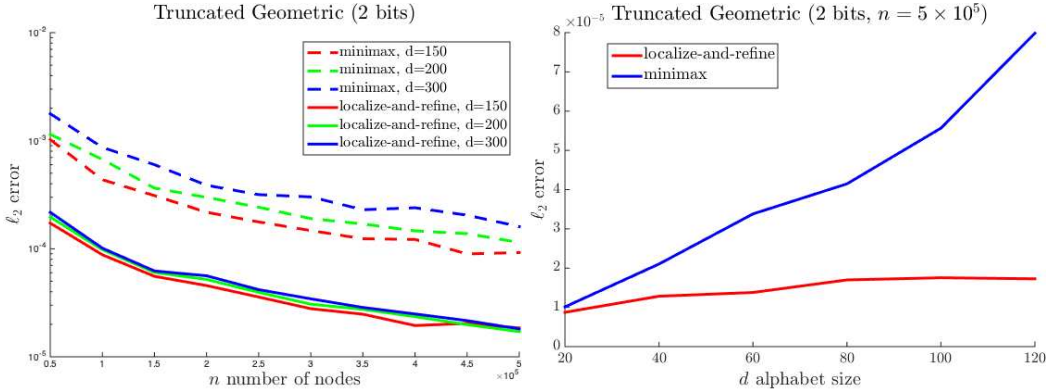 Truncated Geometric (2 bits)
10^-2
10^-3
10^-4
10^-5
ℓ2 error
minimax, d=150
minimax, d=200
minimax, d=300
localize-and-refine, d=150
localize-and-refine, d=200
localize-and-refine, d=300
0.5 1 1.5 2 2.5 3 3.5 4 4.5 5
×10^5
n number of nodes
Truncated Geometric (2 bits, n = 5 × 10^5)
×10^-5
8
7
6
5
4
3
2
1
0
ℓ2 error
localize-and-refine
minimax
20 40 60 80 100 120
d alphabet size